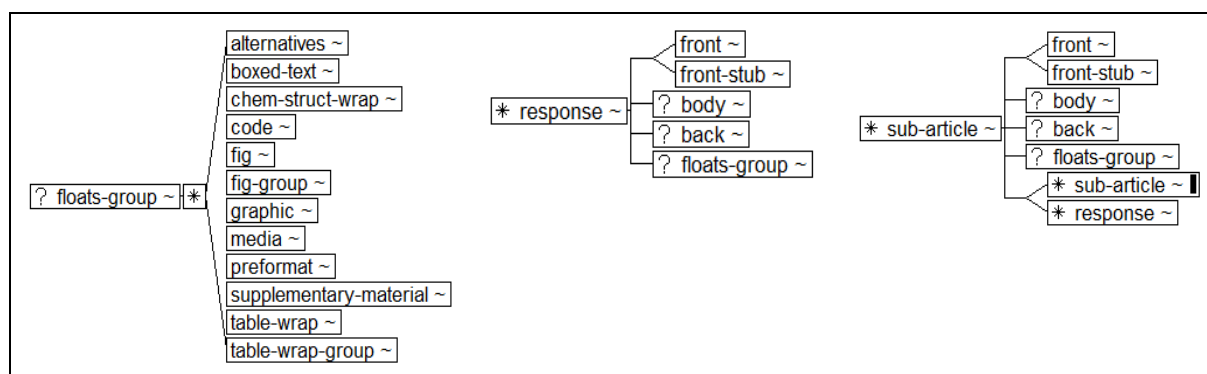 ? floats-group ~ *
alternatives ~
boxed-text ~
chem-struct-wrap ~
code ~
fig ~
fig-group ~
graphic ~
media ~
preformat ~
supplementary-material ~
table-wrap ~
table-wrap-group ~
* response ~
front ~
front-stub ~
? body ~
? back ~
? floats-group ~
* sub-article ~
front ~
front-stub ~
? body ~
? back ~
? floats-group ~
* sub-article ~
* response ~